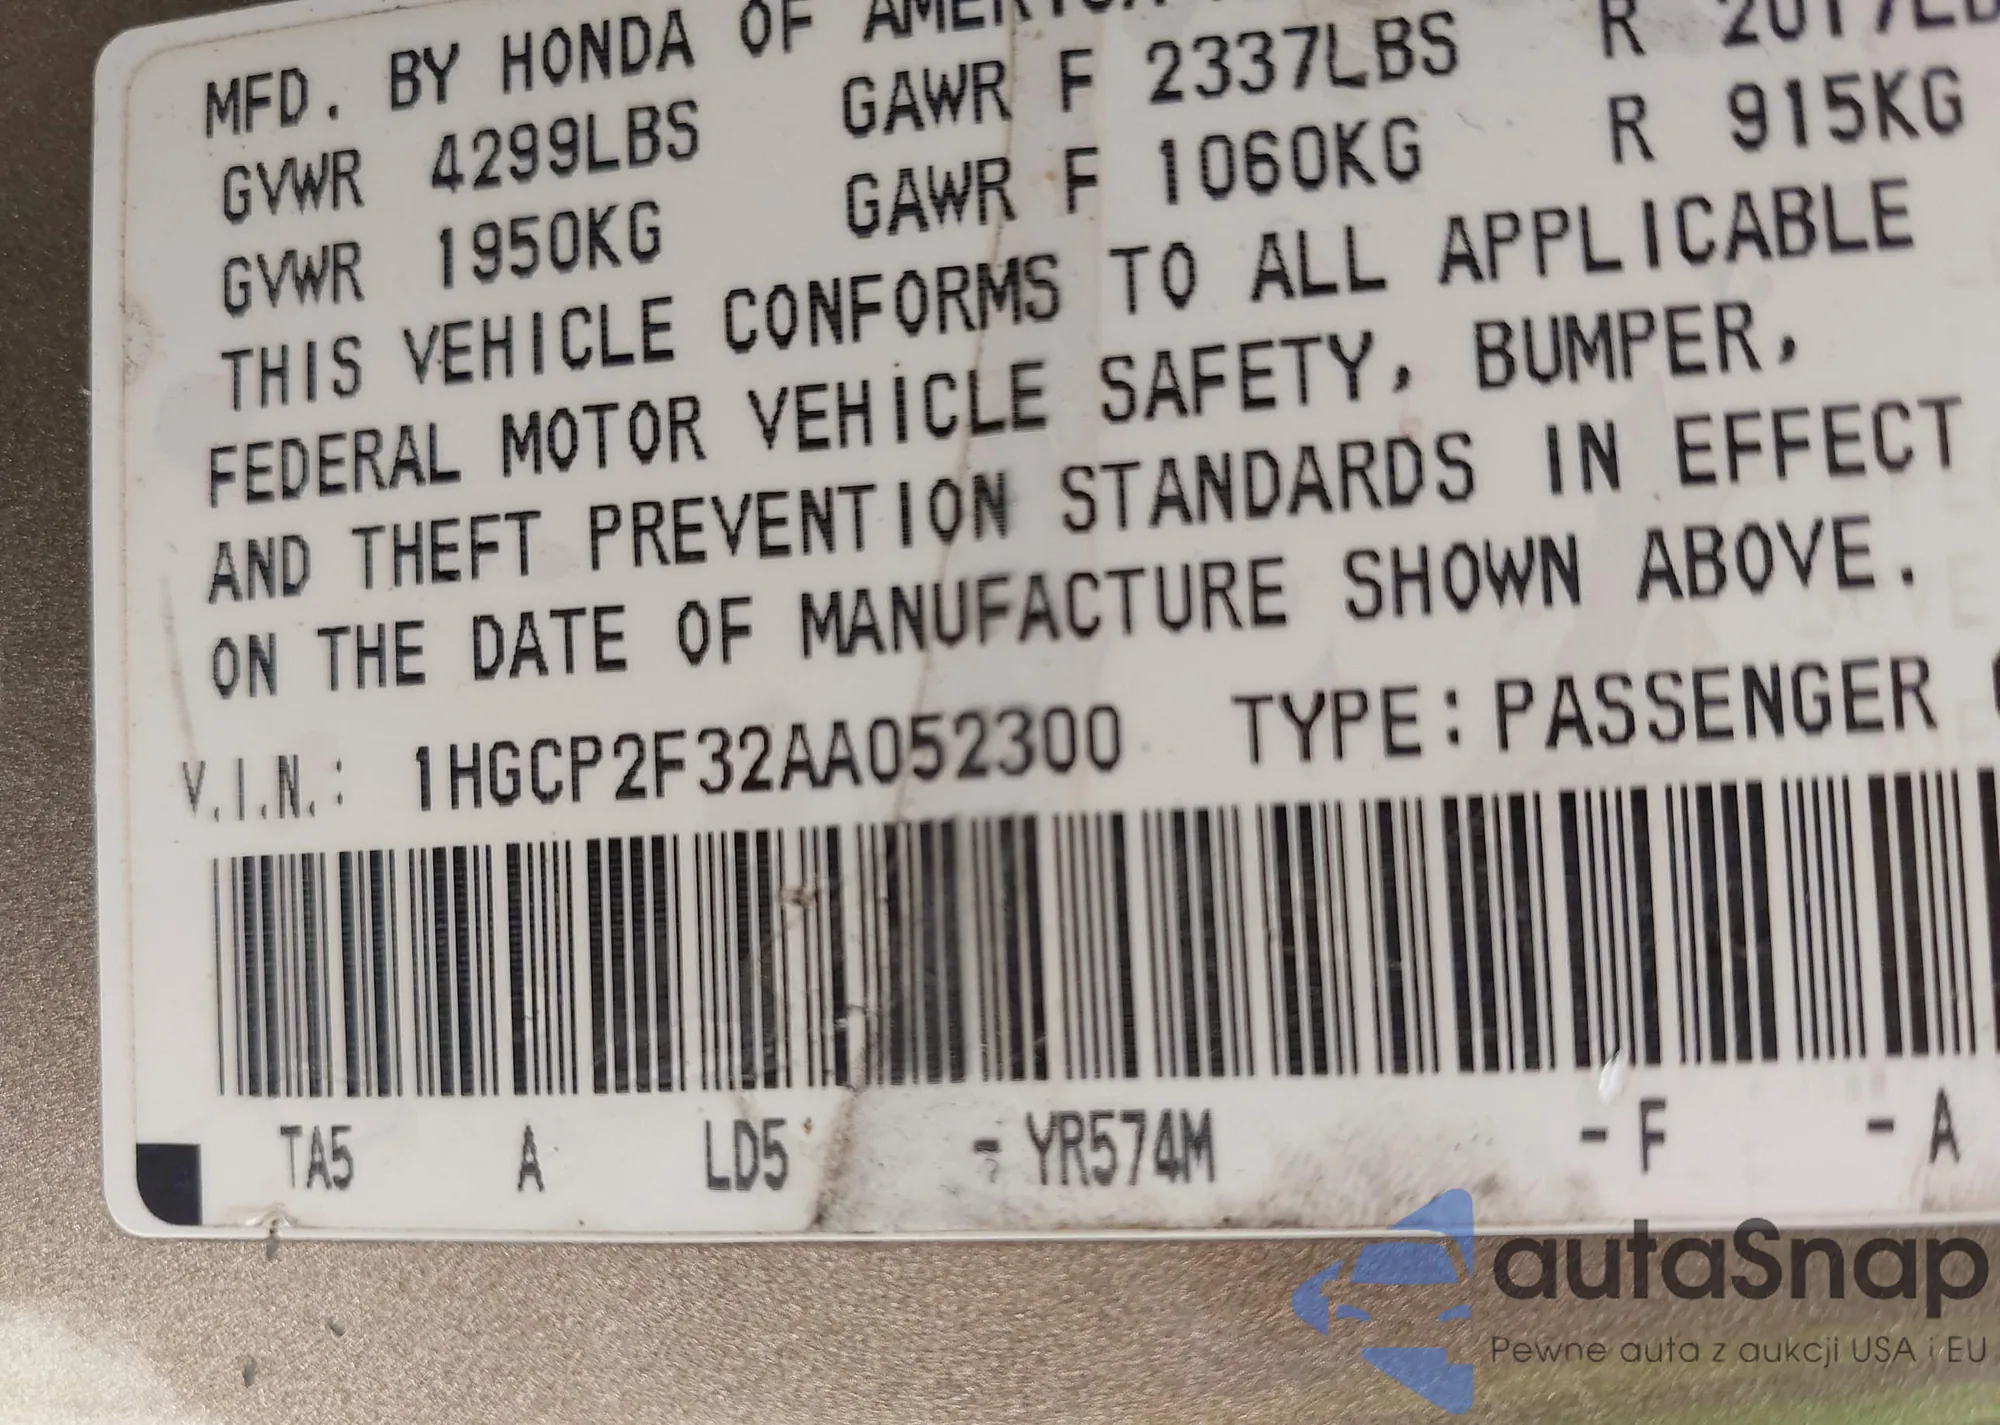 MFD. BY HONDA OF AMERICA
GVWR 4299LBS GAWR F 2337LBS R 2017LBS
GVWR 1950KG GAWR F 1060KG R 915KG
THIS VEHICLE CONFORMS TO ALL APPLICABLE
FEDERAL MOTOR VEHICLE SAFETY, BUMPER,
AND THEFT PREVENTION STANDARDS IN EFFECT
ON THE DATE OF MANUFACTURE SHOWN ABOVE.
V.I.N.: 1HGCP2F32AA052300 TYPE:PASSENGER
TA5 A LD5 - YR574M - F - A
autaSnap
Pewne auta z aukcji USA i EU